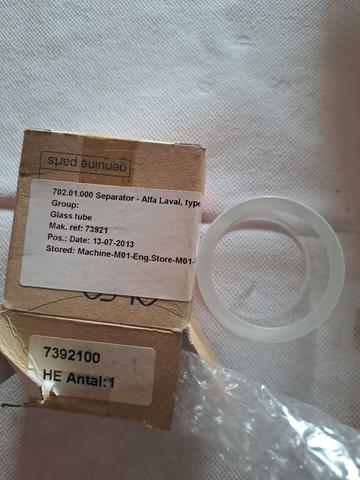 genuine parts
702.01.000 Separator - Alfa Laval, type
Group:
Glass tube
Mak. ref: 73921
Pos.: Date: 13-07-2013
Stored: Machine-M01-Eng.Store-M01-
7392100
HE Antal:1